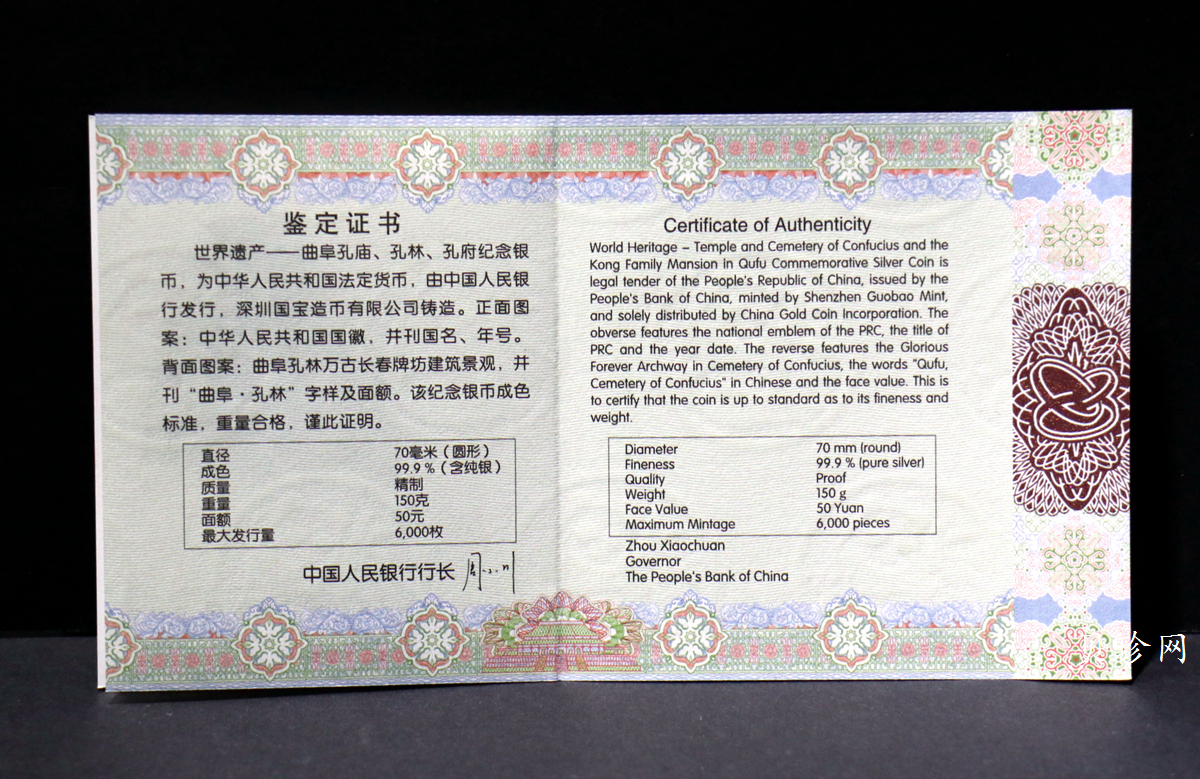 鉴定证书
世界遗产——曲阜孔庙、孔林、孔府纪念银
币，为中华人民共和国法定货币，由中国人民银
行发行，深圳国宝造币有限公司铸造。正面图
案：中华人民共和国国徽，并刊国名、年号。
背面图案：曲阜孔林万古长春牌坊建筑景观，并
刊“曲阜·孔林”字样及面额。该纪念银币成色
标准，重量合格，谨此证明。
直径 70毫米（圆形）
成色 99.9％（含纯银）
质量 精制
重量 150克
面额 50元
最大发行量 6,000枚
中国人民银行行长
Certificate of Authenticity
World Heritage – Temple and Cemetery of Confucius and the
Kong Family Mansion in Qufu Commemorative Silver Coin is
legal tender of the People's Republic of China, issued by the
People's Bank of China, minted by Shenzhen Guobao Mint,
and solely distributed by China Gold Coin Incorporation. The
obverse features the national emblem of the PRC, the title of
PRC and the year date. The reverse features the Glorious
Forever Archway in Cemetery of Confucius, the words "Qufu,
Cemetery of Confucius" in Chinese and the face value. This is
to certify that the coin is up to standard as to its fineness and
weight.
Diameter 70 mm (round)
Fineness 99.9 % (pure silver)
Quality Proof
Weight 150 g
Face Value 50 Yuan
Maximum Mintage 6,000 pieces
Zhou Xiaochuan
Governor
The People's Bank of China
诊网